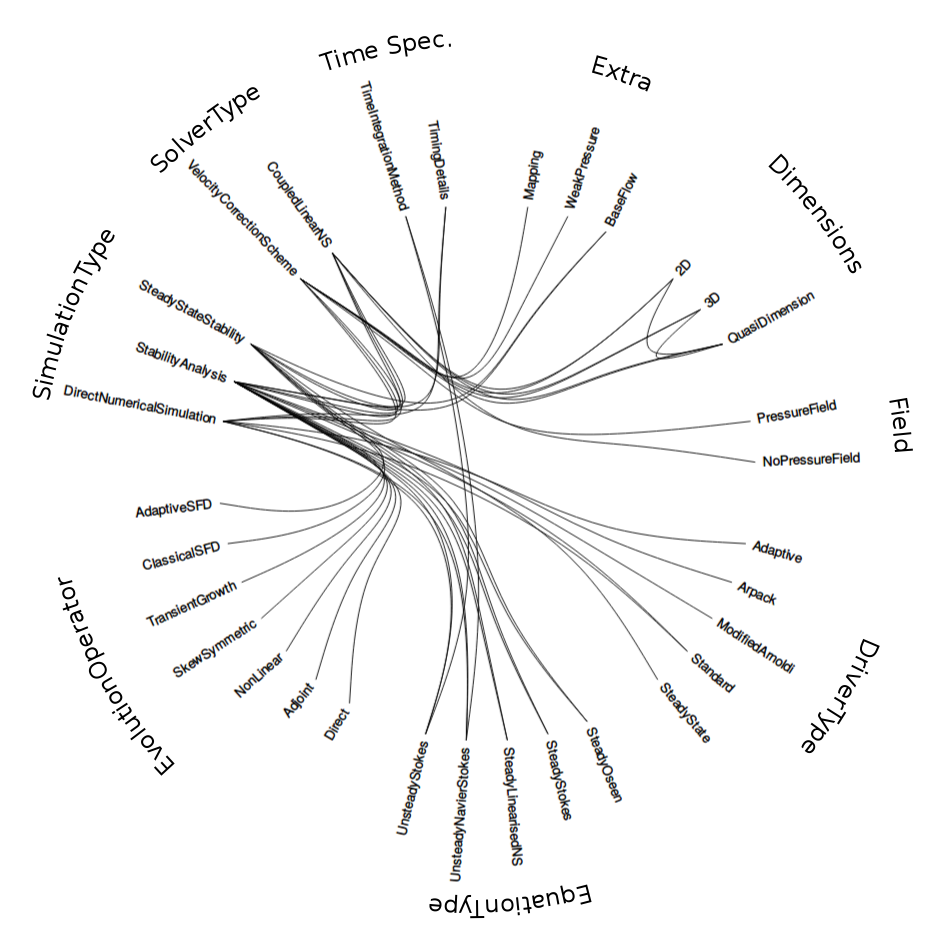 Time Spec.
TimeIntegrationMethod
TimingDetails
Extra
Mapping
WeakPressure
BaseFlow
Dimensions
2D
3D
QuasiDimension
Field
PressureField
NoPressureField
DriverType
Adaptive
Arpack
ModifiedArnoldi
Standard
SteadyState
EquationType
SteadyOseen
SteadyStokes
SteadyLinearisedNS
UnsteadyNavierStokes
UnsteadyStokes
EvolutionOperator
Direct
Adjoint
NonLinear
SkewSymmetric
TransientGrowth
ClassicalSFD
AdaptiveSFD
SimulationType
DirectNumericalSimulation
StabilityAnalysis
SteadyStateStability
SolverType
VelocityCorrectionScheme
CoupledLinearNS